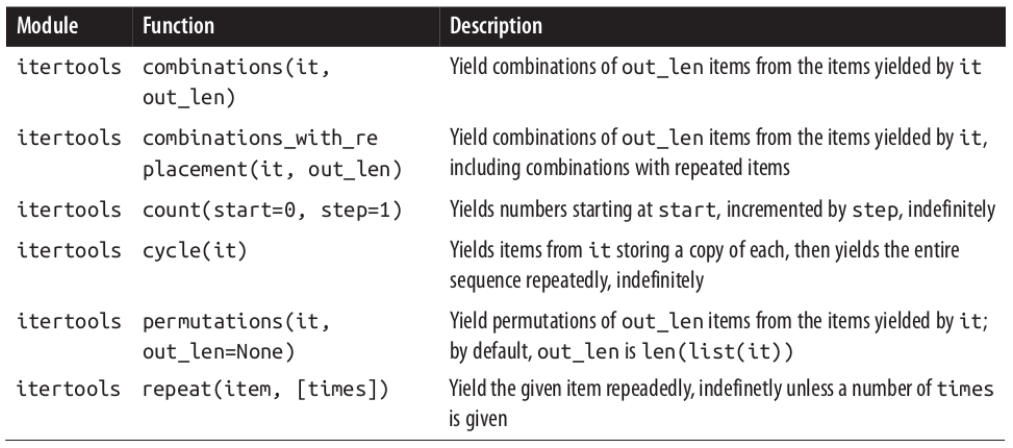 Module Function Description
itertools combinations(it, Yield combinations of out_len items from the items yielded by it
out_len)
itertools combinations_with_re Yield combinations of out_len items from the items yielded by it,
placement(it, out_len) including combinations with repeated items
itertools count(start=0, step=1) Yields numbers starting at start, incremented by step, indefinitely
itertools cycle(it) Yields items from it storing a copy of each, then yields the entire
sequence repeatedly, indefinitely
itertools permutations(it, Yield permutations of out_len items from the items yielded by it;
out_len=None) by default, out_len is len(list(it))
itertools repeat(item, [times]) Yield the given item repeadedly, indefinetly unless a number of times
is given